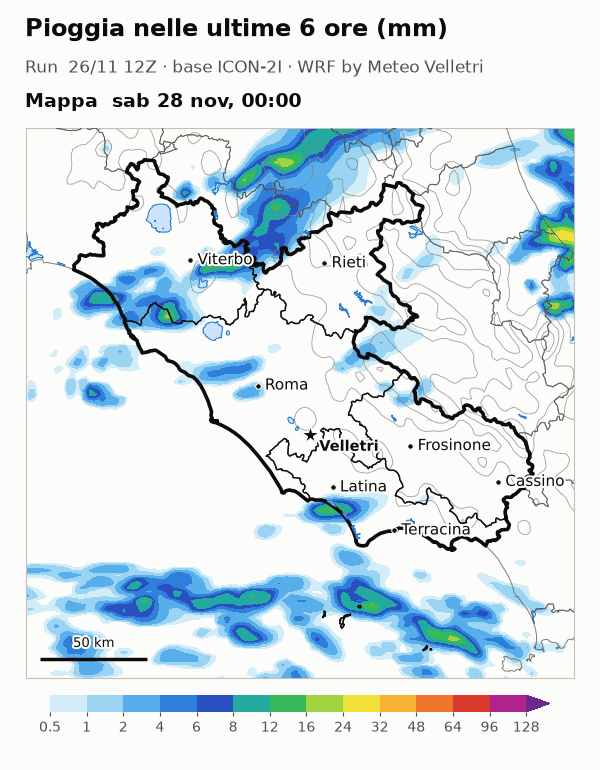 Pioggia nelle ultime 6 ore (mm)
Run  26/11 12Z · base ICON-2I · WRF by Meteo Velletri
Mappa  sab 28 nov, 00:00
Viterbo
Rieti
Roma
Velletri
Frosinone
Latina
Cassino
Terracina
50 km
0.5 1 2 4 6 8 12 16 24 32 48 64 96 128